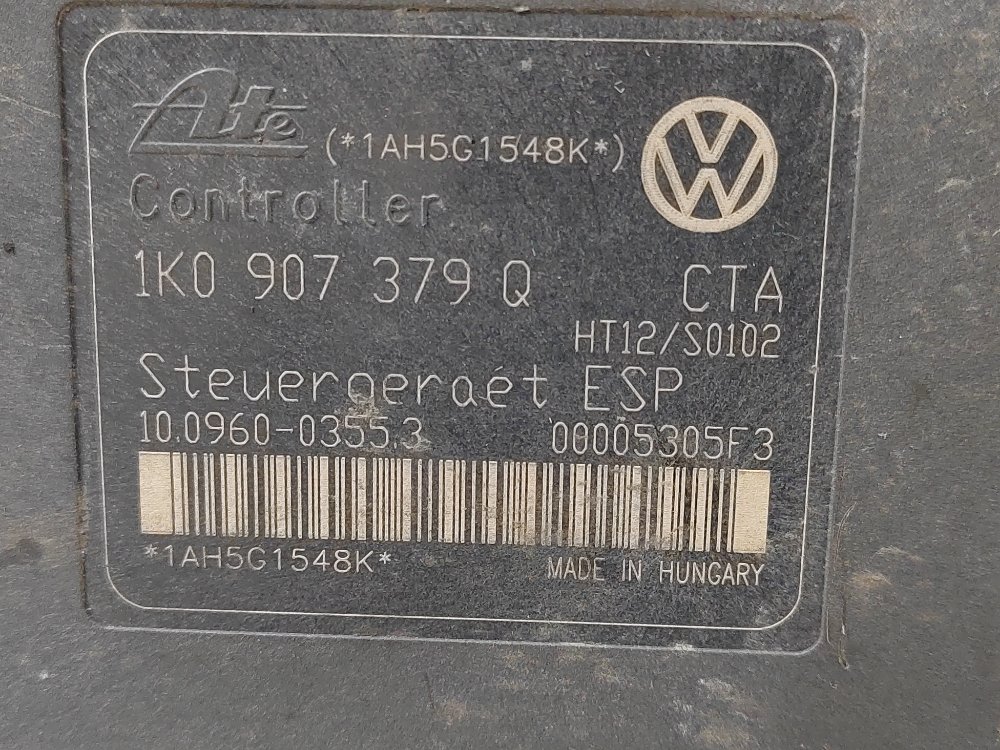 Ate (*1AH5G1548K*) VW
Controller
1K0 907 379 Q CTA
HT12/S0102
Steuergeraet ESP
10.0960-0355.3 00005305F3
*1AH5G1548K*
MADE IN HUNGARY